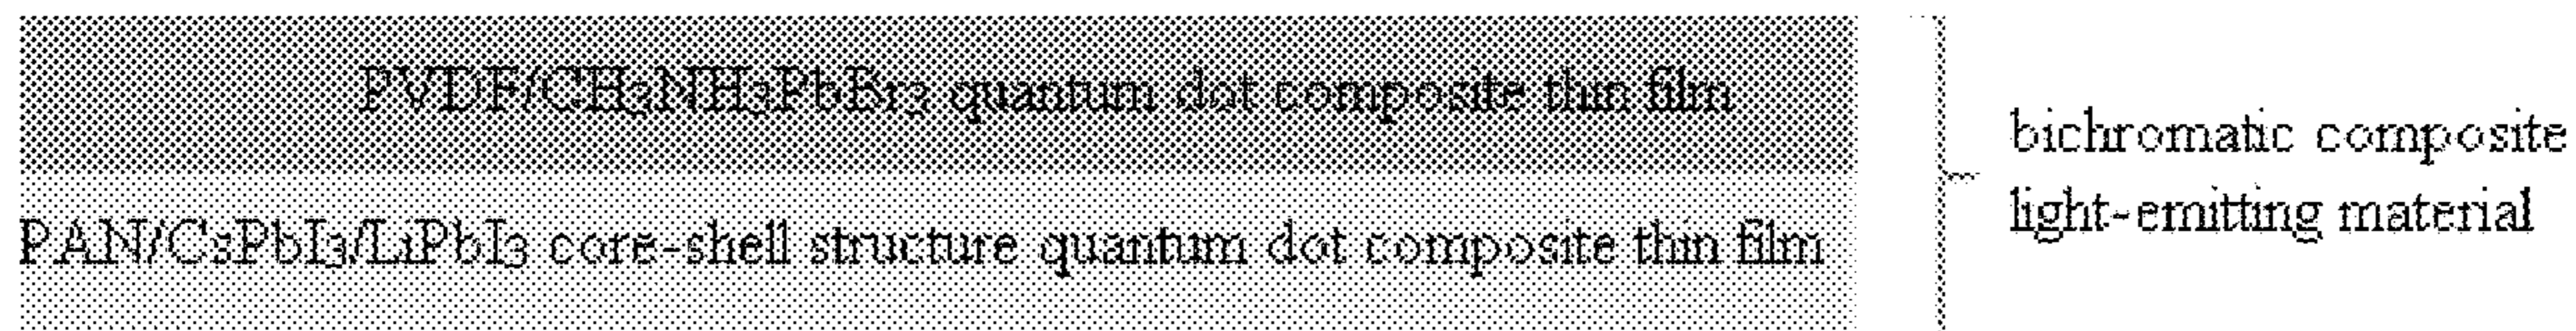 PVDF/CH3NH3PbBr3 quantum dot composite thin film
PAN/CsPbI3/LiPbI3 core-shell structure quantum dot composite thin film
bichromatic composite
light-emitting material